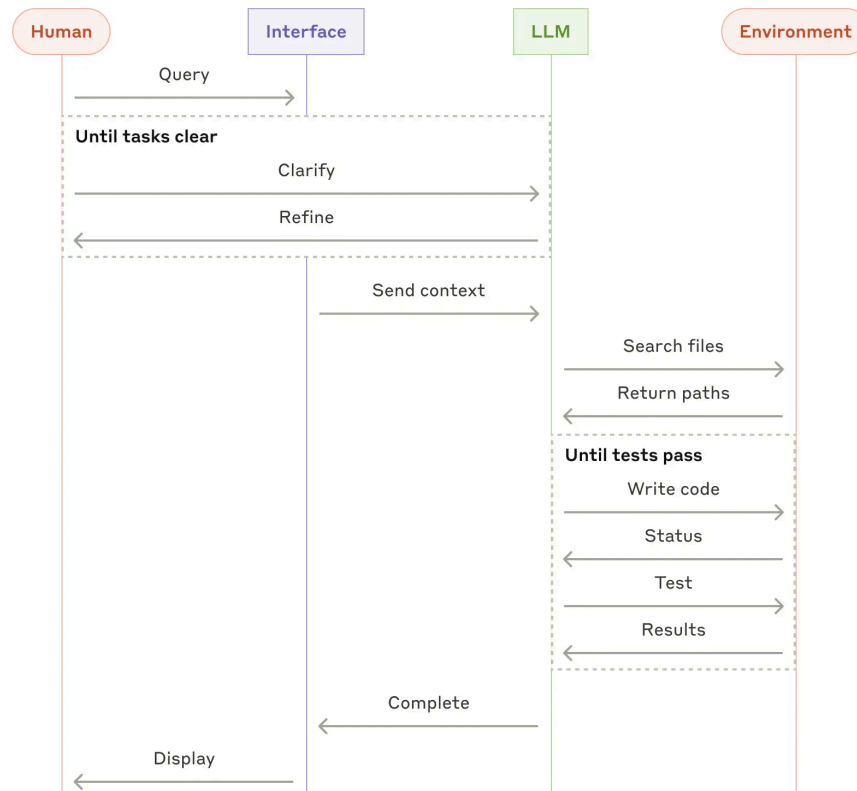 Human
Interface
LLM
Environment
Query
Until tasks clear
Clarify
Refine
Send context
Search files
Return paths
Until tests pass
Write code
Status
Test
Results
Complete
Display